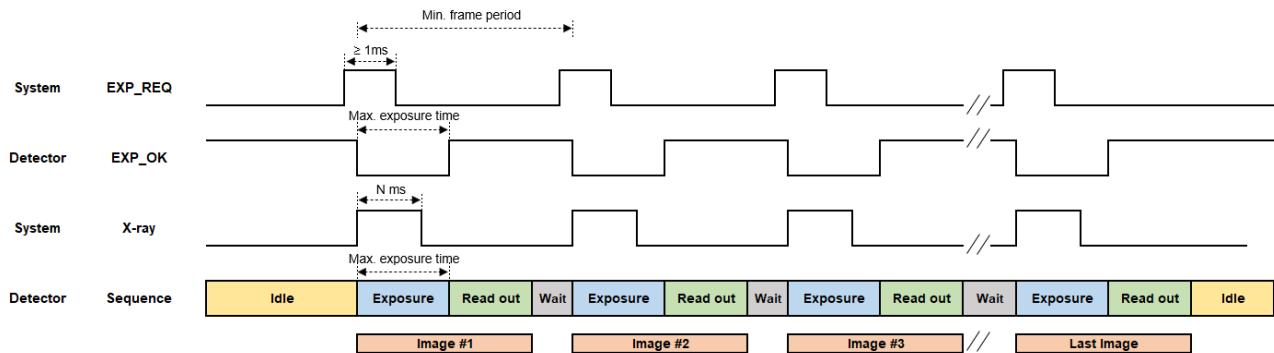 Min. frame period
≥ 1ms
System EXP_REQ
Max. exposure time
Detector EXP_OK
N ms
System X-ray
Max. exposure time
Detector Sequence Idle Exposure Read out Wait Exposure Read out Wait Exposure Read out Wait Exposure Read out Idle
Image #1 Image #2 Image #3 Last Image